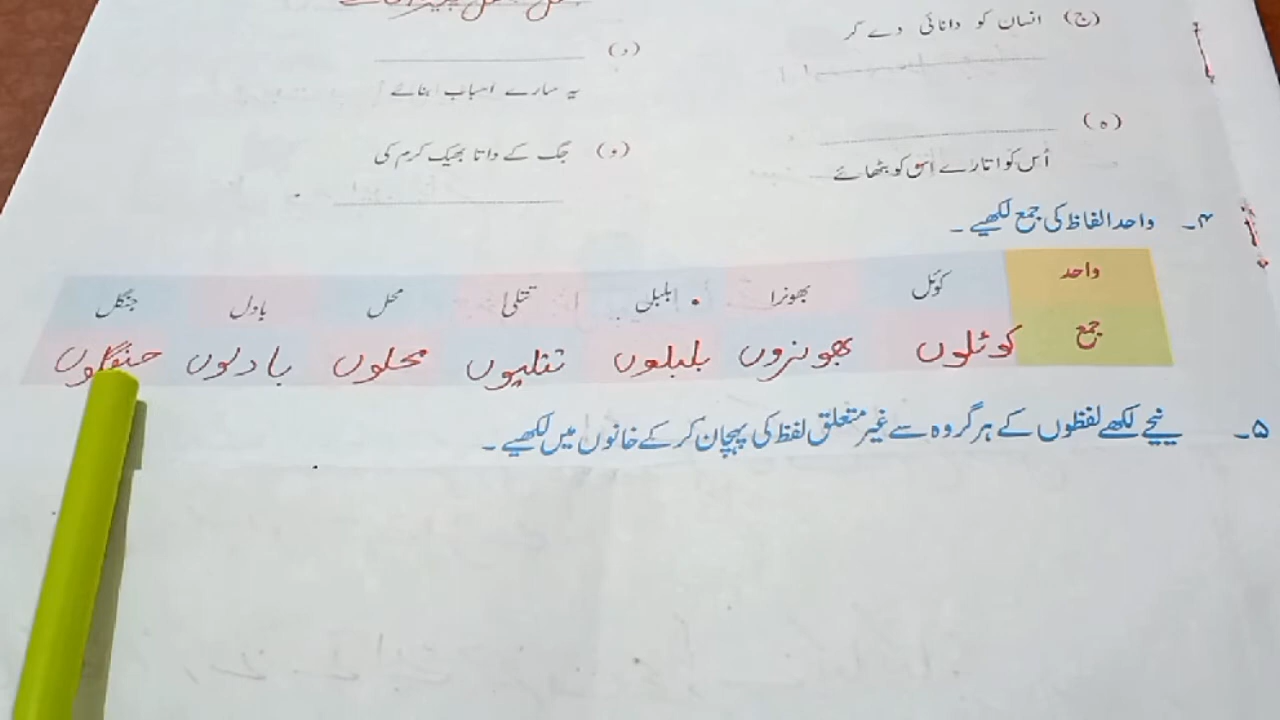 (ج) انسان کو دانائی دے کر
(د)
یہ سارے اسباب بنائے
(ہ)
اُس کو اتارے اس کو بٹھائے
(و) جگ کے داتا بھیک کرم کی
۴۔ واحد الفاظ کی جمع لکھیے ۔
واحد کوئل بھونرا بلبل تتلی محل بادل جنگل
جمع کوئلوں بھونروں بلبلوں تتلیوں محلوں بادلوں جنگلوں
۵۔ نیچے لکھے لفظوں کے ہر گروہ سے غیر متعلق لفظ کی پہچان کر کے خانوں میں لکھیے ۔